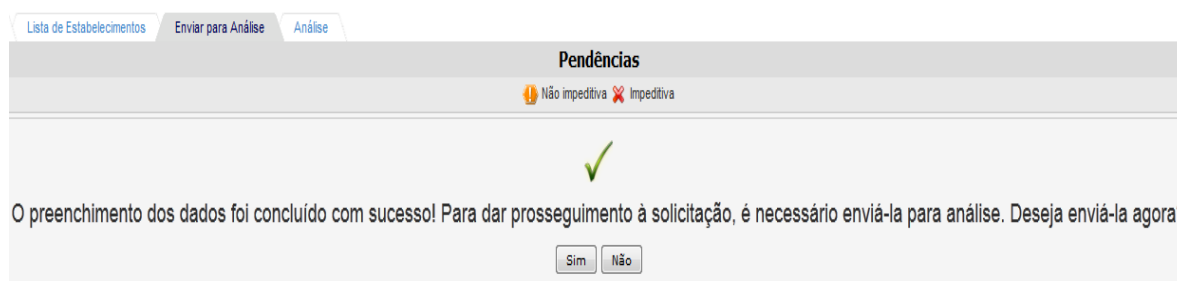 Lista de Estabelecimentos Enviar para Análise Análise
Pendências
Não impeditiva Impeditiva
O preenchimento dos dados foi concluído com sucesso! Para dar prosseguimento à solicitação, é necessário enviá-la para análise. Deseja enviá-la agora
Sim Não